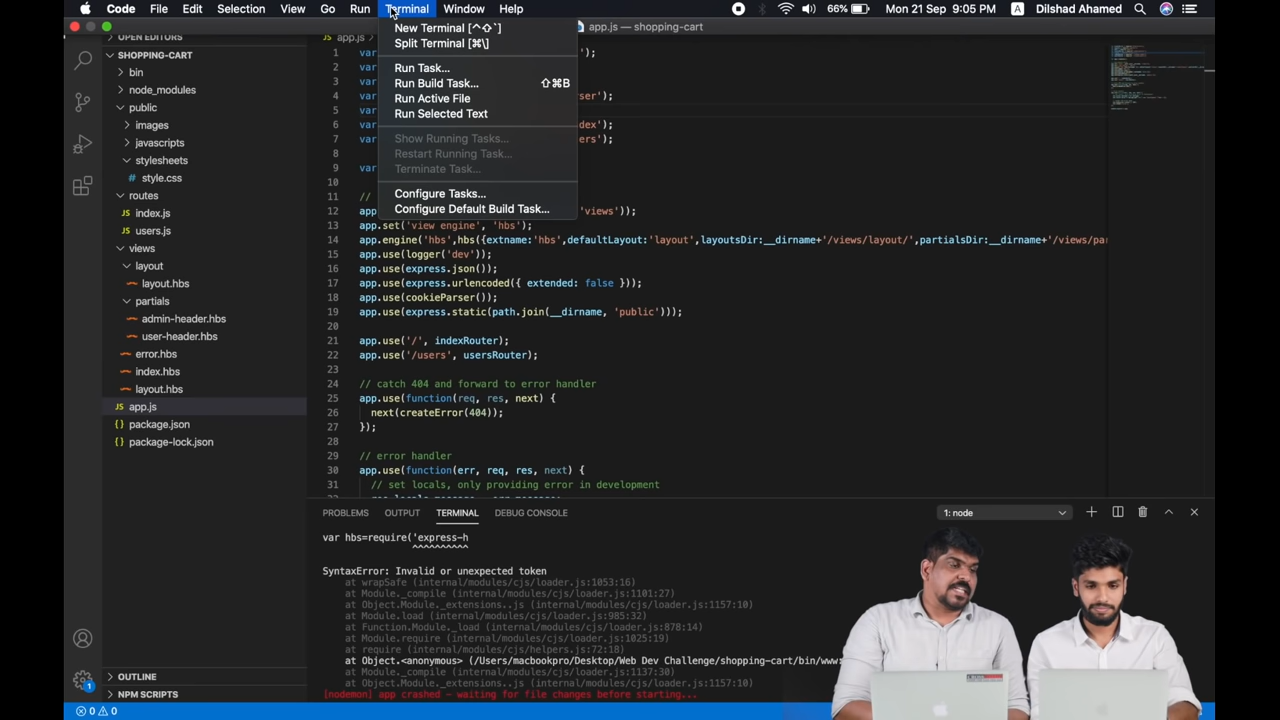 Code File Edit Selection View Go Run Terminal Window Help 66% Mon 21 Sep 9:05 PM A Dilshad Ahamed
app.js — shopping-cart
New Terminal [^⇧`]
Split Terminal [⌘\]
Run Task...
Run Build Task... ⇧⌘B
Run Active File
Run Selected Text
Show Running Tasks...
Restart Running Task...
Terminate Task...
Configure Tasks...
Configure Default Build Task...
OPEN EDITORS
SHOPPING-CART
bin
node_modules
public
images
javascripts
stylesheets
# style.css
routes
JS index.js
JS users.js
views
layout
layout.hbs
partials
admin-header.hbs
user-header.hbs
error.hbs
index.hbs
layout.hbs
JS app.js
{} package.json
{} package-lock.json
OUTLINE
NPM SCRIPTS
JS app.js >
1 var ');
2 var
3 var
4 var ser');
5 var
6 var dex');
7 var ers');
8
9 var
10
11 //
12 app. 'views'));
13 app.set('view engine', 'hbs');
14 app.engine('hbs',hbs({extname:'hbs',defaultLayout:'layout',layoutsDir:__dirname+'/views/layout/',partialsDir:__dirname+'/views/par
15 app.use(logger('dev'));
16 app.use(express.json());
17 app.use(express.urlencoded({ extended: false }));
18 app.use(cookieParser());
19 app.use(express.static(path.join(__dirname, 'public')));
20
21 app.use('/', indexRouter);
22 app.use('/users', usersRouter);
23
24 // catch 404 and forward to error handler
25 app.use(function(req, res, next) {
26 next(createError(404));
27 });
28
29 // error handler
30 app.use(function(err, req, res, next) {
31 // set locals, only providing error in development
PROBLEMS OUTPUT TERMINAL DEBUG CONSOLE 1: node
var hbs=require('express-h
^^^^^^^^^^
SyntaxError: Invalid or unexpected token
at wrapSafe (internal/modules/cjs/loader.js:1053:16)
at Module._compile (internal/modules/cjs/loader.js:1101:27)
at Object.Module._extensions..js (internal/modules/cjs/loader.js:1157:10)
at Module.load (internal/modules/cjs/loader.js:985:32)
at Function.Module._load (internal/modules/cjs/loader.js:878:14)
at Module.require (internal/modules/cjs/loader.js:1025:19)
at require (internal/modules/cjs/helpers.js:72:18)
at Object.<anonymous> (/Users/macbookpro/Desktop/Web Dev Challenge/shopping-cart/bin/www:
at Module._compile (internal/modules/cjs/loader.js:1137:30)
at Object.Module._extensions..js (internal/modules/cjs/loader.js:1157:10)
[nodemon] app crashed - waiting for file changes before starting...
1
0 0